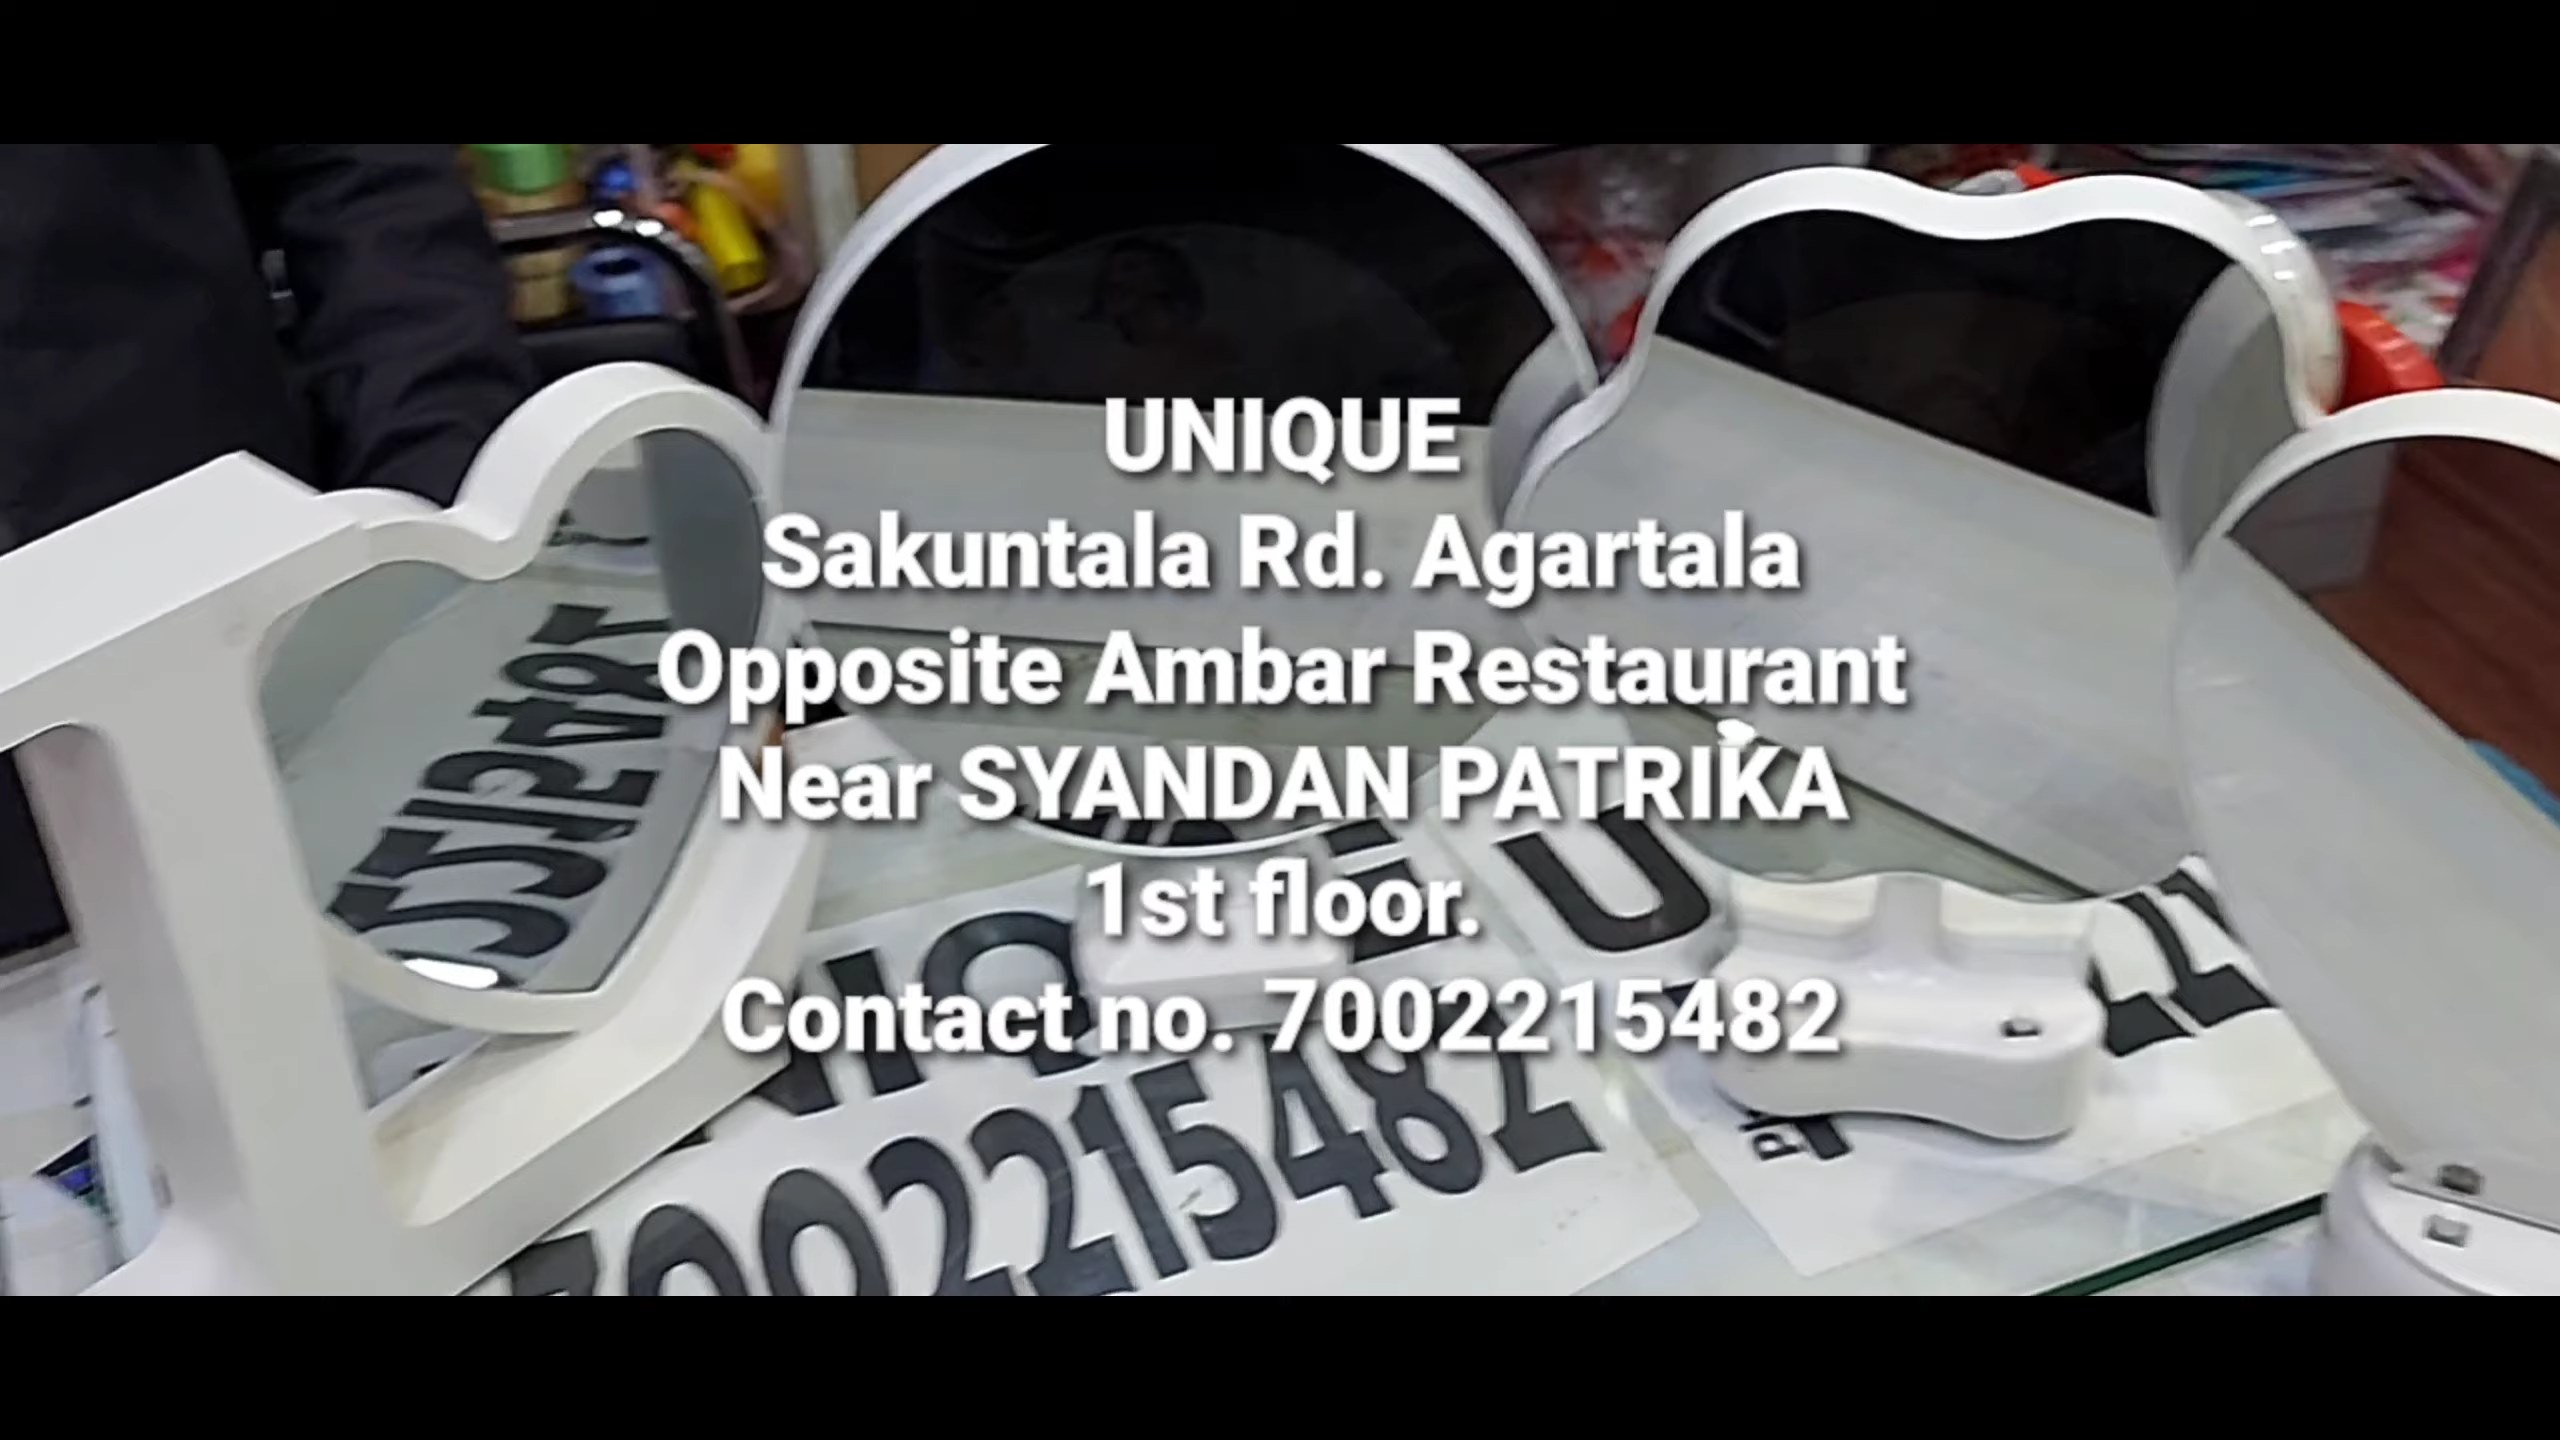 UNIQUE
Sakuntala Rd. Agartala
Opposite Ambar Restaurant
Near SYANDAN PATRIKA
1st floor.
Contact no. 7002215482
7002215482